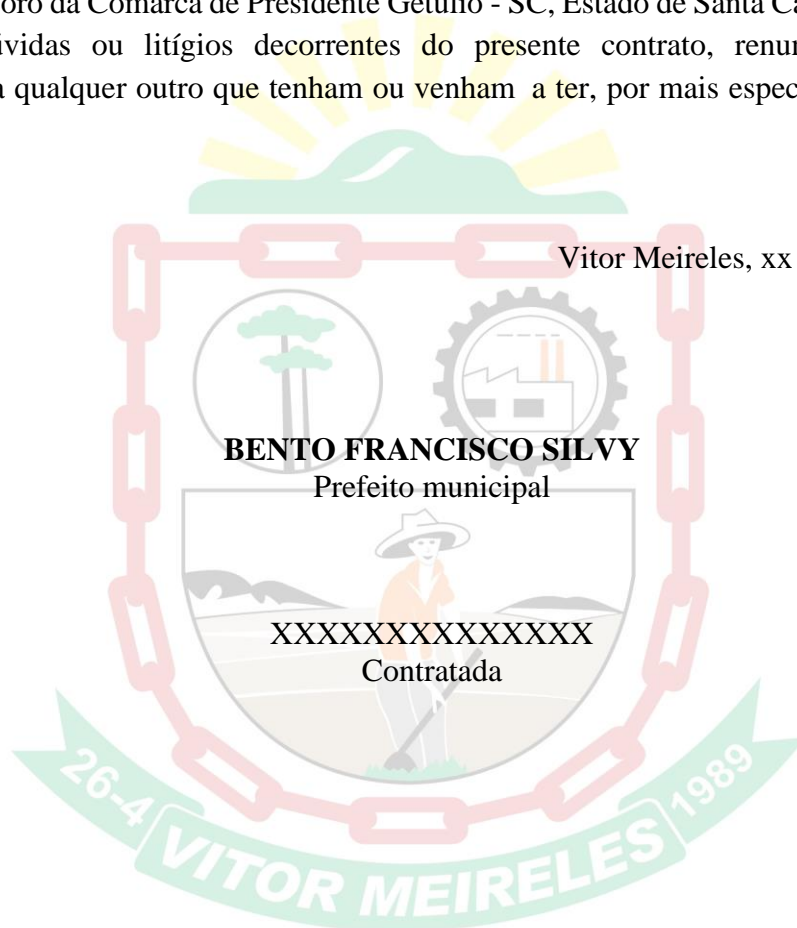 oro da Comarca de Presidente Getúlio - SC, Estado de Santa Ca
vidas ou litígios decorrentes do presente contrato, renu
a qualquer outro que tenham ou venham a ter, por mais espec
Vitor Meireles, xx
BENTO FRANCISCO SILVY
Prefeito municipal
XXXXXXXXXXXXXX
Contratada
26-4 VITOR MEIRELES 1989